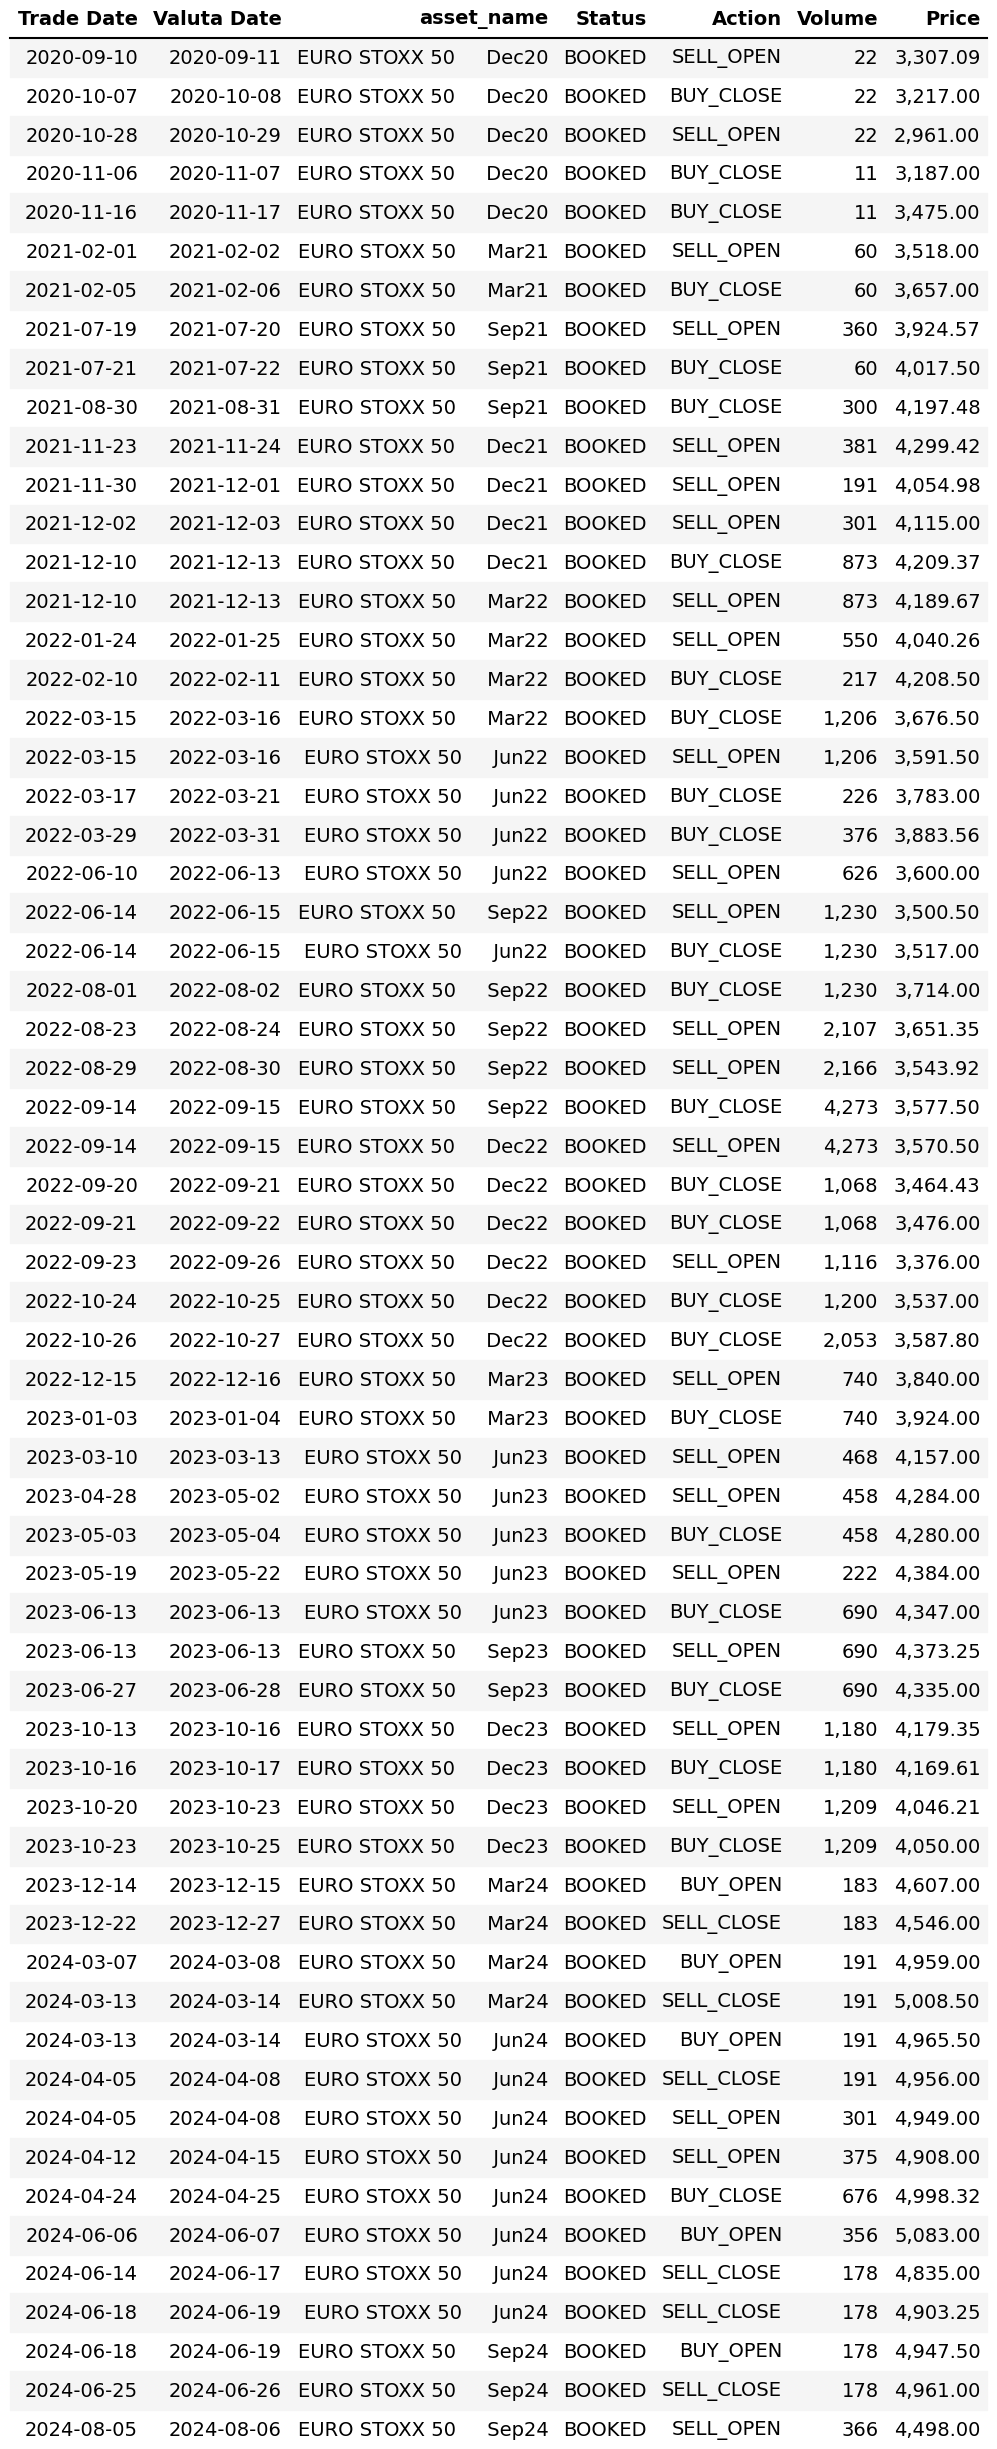 Trade Date Valuta Date asset_name Status Action Volume Price
2020-09-10 2020-09-11 EURO STOXX 50 Dec20 BOOKED SELL_OPEN 22 3,307.09
2020-10-07 2020-10-08 EURO STOXX 50 Dec20 BOOKED BUY_CLOSE 22 3,217.00
2020-10-28 2020-10-29 EURO STOXX 50 Dec20 BOOKED SELL_OPEN 22 2,961.00
2020-11-06 2020-11-07 EURO STOXX 50 Dec20 BOOKED BUY_CLOSE 11 3,187.00
2020-11-16 2020-11-17 EURO STOXX 50 Dec20 BOOKED BUY_CLOSE 11 3,475.00
2021-02-01 2021-02-02 EURO STOXX 50 Mar21 BOOKED SELL_OPEN 60 3,518.00
2021-02-05 2021-02-06 EURO STOXX 50 Mar21 BOOKED BUY_CLOSE 60 3,657.00
2021-07-19 2021-07-20 EURO STOXX 50 Sep21 BOOKED SELL_OPEN 360 3,924.57
2021-07-21 2021-07-22 EURO STOXX 50 Sep21 BOOKED BUY_CLOSE 60 4,017.50
2021-08-30 2021-08-31 EURO STOXX 50 Sep21 BOOKED BUY_CLOSE 300 4,197.48
2021-11-23 2021-11-24 EURO STOXX 50 Dec21 BOOKED SELL_OPEN 381 4,299.42
2021-11-30 2021-12-01 EURO STOXX 50 Dec21 BOOKED SELL_OPEN 191 4,054.98
2021-12-02 2021-12-03 EURO STOXX 50 Dec21 BOOKED SELL_OPEN 301 4,115.00
2021-12-10 2021-12-13 EURO STOXX 50 Dec21 BOOKED BUY_CLOSE 873 4,209.37
2021-12-10 2021-12-13 EURO STOXX 50 Mar22 BOOKED SELL_OPEN 873 4,189.67
2022-01-24 2022-01-25 EURO STOXX 50 Mar22 BOOKED SELL_OPEN 550 4,040.26
2022-02-10 2022-02-11 EURO STOXX 50 Mar22 BOOKED BUY_CLOSE 217 4,208.50
2022-03-15 2022-03-16 EURO STOXX 50 Mar22 BOOKED BUY_CLOSE 1,206 3,676.50
2022-03-15 2022-03-16 EURO STOXX 50 Jun22 BOOKED SELL_OPEN 1,206 3,591.50
2022-03-17 2022-03-21 EURO STOXX 50 Jun22 BOOKED BUY_CLOSE 226 3,783.00
2022-03-29 2022-03-31 EURO STOXX 50 Jun22 BOOKED BUY_CLOSE 376 3,883.56
2022-06-10 2022-06-13 EURO STOXX 50 Jun22 BOOKED SELL_OPEN 626 3,600.00
2022-06-14 2022-06-15 EURO STOXX 50 Sep22 BOOKED SELL_OPEN 1,230 3,500.50
2022-06-14 2022-06-15 EURO STOXX 50 Jun22 BOOKED BUY_CLOSE 1,230 3,517.00
2022-08-01 2022-08-02 EURO STOXX 50 Sep22 BOOKED BUY_CLOSE 1,230 3,714.00
2022-08-23 2022-08-24 EURO STOXX 50 Sep22 BOOKED SELL_OPEN 2,107 3,651.35
2022-08-29 2022-08-30 EURO STOXX 50 Sep22 BOOKED SELL_OPEN 2,166 3,543.92
2022-09-14 2022-09-15 EURO STOXX 50 Sep22 BOOKED BUY_CLOSE 4,273 3,577.50
2022-09-14 2022-09-15 EURO STOXX 50 Dec22 BOOKED SELL_OPEN 4,273 3,570.50
2022-09-20 2022-09-21 EURO STOXX 50 Dec22 BOOKED BUY_CLOSE 1,068 3,464.43
2022-09-21 2022-09-22 EURO STOXX 50 Dec22 BOOKED BUY_CLOSE 1,068 3,476.00
2022-09-23 2022-09-26 EURO STOXX 50 Dec22 BOOKED SELL_OPEN 1,116 3,376.00
2022-10-24 2022-10-25 EURO STOXX 50 Dec22 BOOKED BUY_CLOSE 1,200 3,537.00
2022-10-26 2022-10-27 EURO STOXX 50 Dec22 BOOKED BUY_CLOSE 2,053 3,587.80
2022-12-15 2022-12-16 EURO STOXX 50 Mar23 BOOKED SELL_OPEN 740 3,840.00
2023-01-03 2023-01-04 EURO STOXX 50 Mar23 BOOKED BUY_CLOSE 740 3,924.00
2023-03-10 2023-03-13 EURO STOXX 50 Jun23 BOOKED SELL_OPEN 468 4,157.00
2023-04-28 2023-05-02 EURO STOXX 50 Jun23 BOOKED SELL_OPEN 458 4,284.00
2023-05-03 2023-05-04 EURO STOXX 50 Jun23 BOOKED BUY_CLOSE 458 4,280.00
2023-05-19 2023-05-22 EURO STOXX 50 Jun23 BOOKED SELL_OPEN 222 4,384.00
2023-06-13 2023-06-13 EURO STOXX 50 Jun23 BOOKED BUY_CLOSE 690 4,347.00
2023-06-13 2023-06-13 EURO STOXX 50 Sep23 BOOKED SELL_OPEN 690 4,373.25
2023-06-27 2023-06-28 EURO STOXX 50 Sep23 BOOKED BUY_CLOSE 690 4,335.00
2023-10-13 2023-10-16 EURO STOXX 50 Dec23 BOOKED SELL_OPEN 1,180 4,179.35
2023-10-16 2023-10-17 EURO STOXX 50 Dec23 BOOKED BUY_CLOSE 1,180 4,169.61
2023-10-20 2023-10-23 EURO STOXX 50 Dec23 BOOKED SELL_OPEN 1,209 4,046.21
2023-10-23 2023-10-25 EURO STOXX 50 Dec23 BOOKED BUY_CLOSE 1,209 4,050.00
2023-12-14 2023-12-15 EURO STOXX 50 Mar24 BOOKED BUY_OPEN 183 4,607.00
2023-12-22 2023-12-27 EURO STOXX 50 Mar24 BOOKED SELL_CLOSE 183 4,546.00
2024-03-07 2024-03-08 EURO STOXX 50 Mar24 BOOKED BUY_OPEN 191 4,959.00
2024-03-13 2024-03-14 EURO STOXX 50 Mar24 BOOKED SELL_CLOSE 191 5,008.50
2024-03-13 2024-03-14 EURO STOXX 50 Jun24 BOOKED BUY_OPEN 191 4,965.50
2024-04-05 2024-04-08 EURO STOXX 50 Jun24 BOOKED SELL_CLOSE 191 4,956.00
2024-04-05 2024-04-08 EURO STOXX 50 Jun24 BOOKED SELL_OPEN 301 4,949.00
2024-04-12 2024-04-15 EURO STOXX 50 Jun24 BOOKED SELL_OPEN 375 4,908.00
2024-04-24 2024-04-25 EURO STOXX 50 Jun24 BOOKED BUY_CLOSE 676 4,998.32
2024-06-06 2024-06-07 EURO STOXX 50 Jun24 BOOKED BUY_OPEN 356 5,083.00
2024-06-14 2024-06-17 EURO STOXX 50 Jun24 BOOKED SELL_CLOSE 178 4,835.00
2024-06-18 2024-06-19 EURO STOXX 50 Jun24 BOOKED SELL_CLOSE 178 4,903.25
2024-06-18 2024-06-19 EURO STOXX 50 Sep24 BOOKED BUY_OPEN 178 4,947.50
2024-06-25 2024-06-26 EURO STOXX 50 Sep24 BOOKED SELL_CLOSE 178 4,961.00
2024-08-05 2024-08-06 EURO STOXX 50 Sep24 BOOKED SELL_OPEN 366 4,498.00